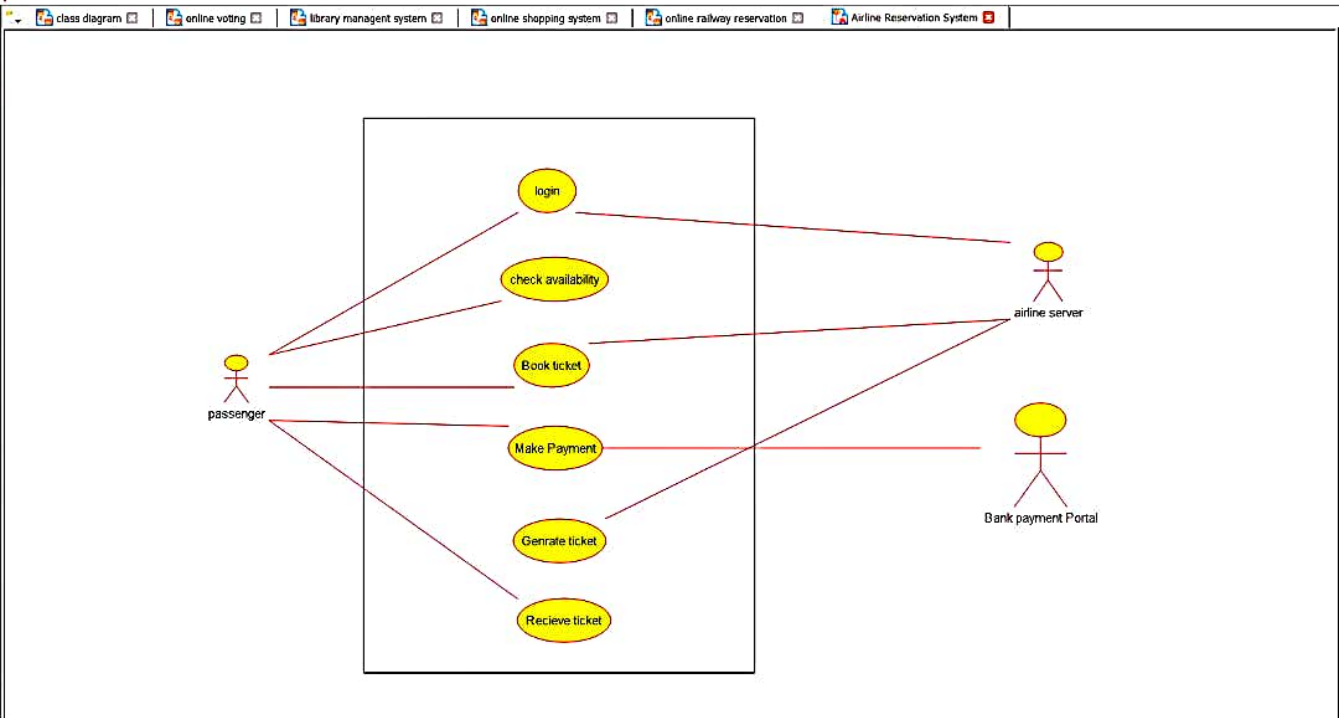 class diagram online voting library managent system online shopping system online railway reservation Airline Reservation System
login
check availability
airline server
Book ticket
passenger
Make Payment
Bank payment Portal
Genrate ticket
Recieve ticket